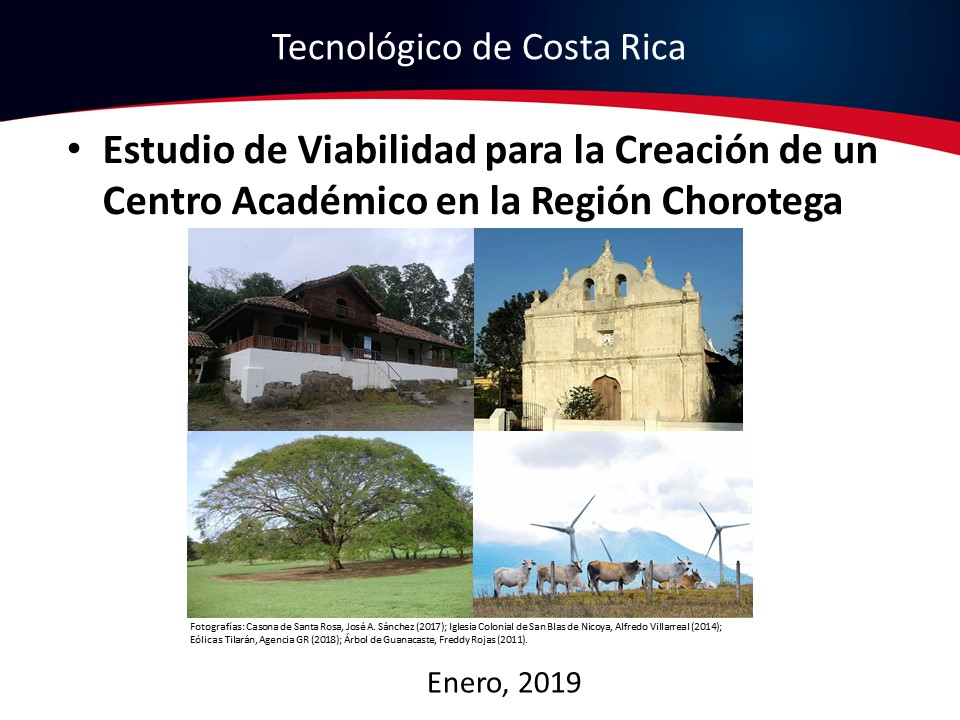 Tecnológico de Costa Rica
• Estudio de Viabilidad para la Creación de un
Centro Académico en la Región Chorotega
Fotografías: Casona de Santa Rosa, José A. Sánchez (2017); Iglesia Colonial de San Blas de Nicoya, Alfredo Villarreal (2014);
Eólicas Tilarán, Agencia GR (2018); Árbol de Guanacaste, Freddy Rojas (2011).
Enero, 2019